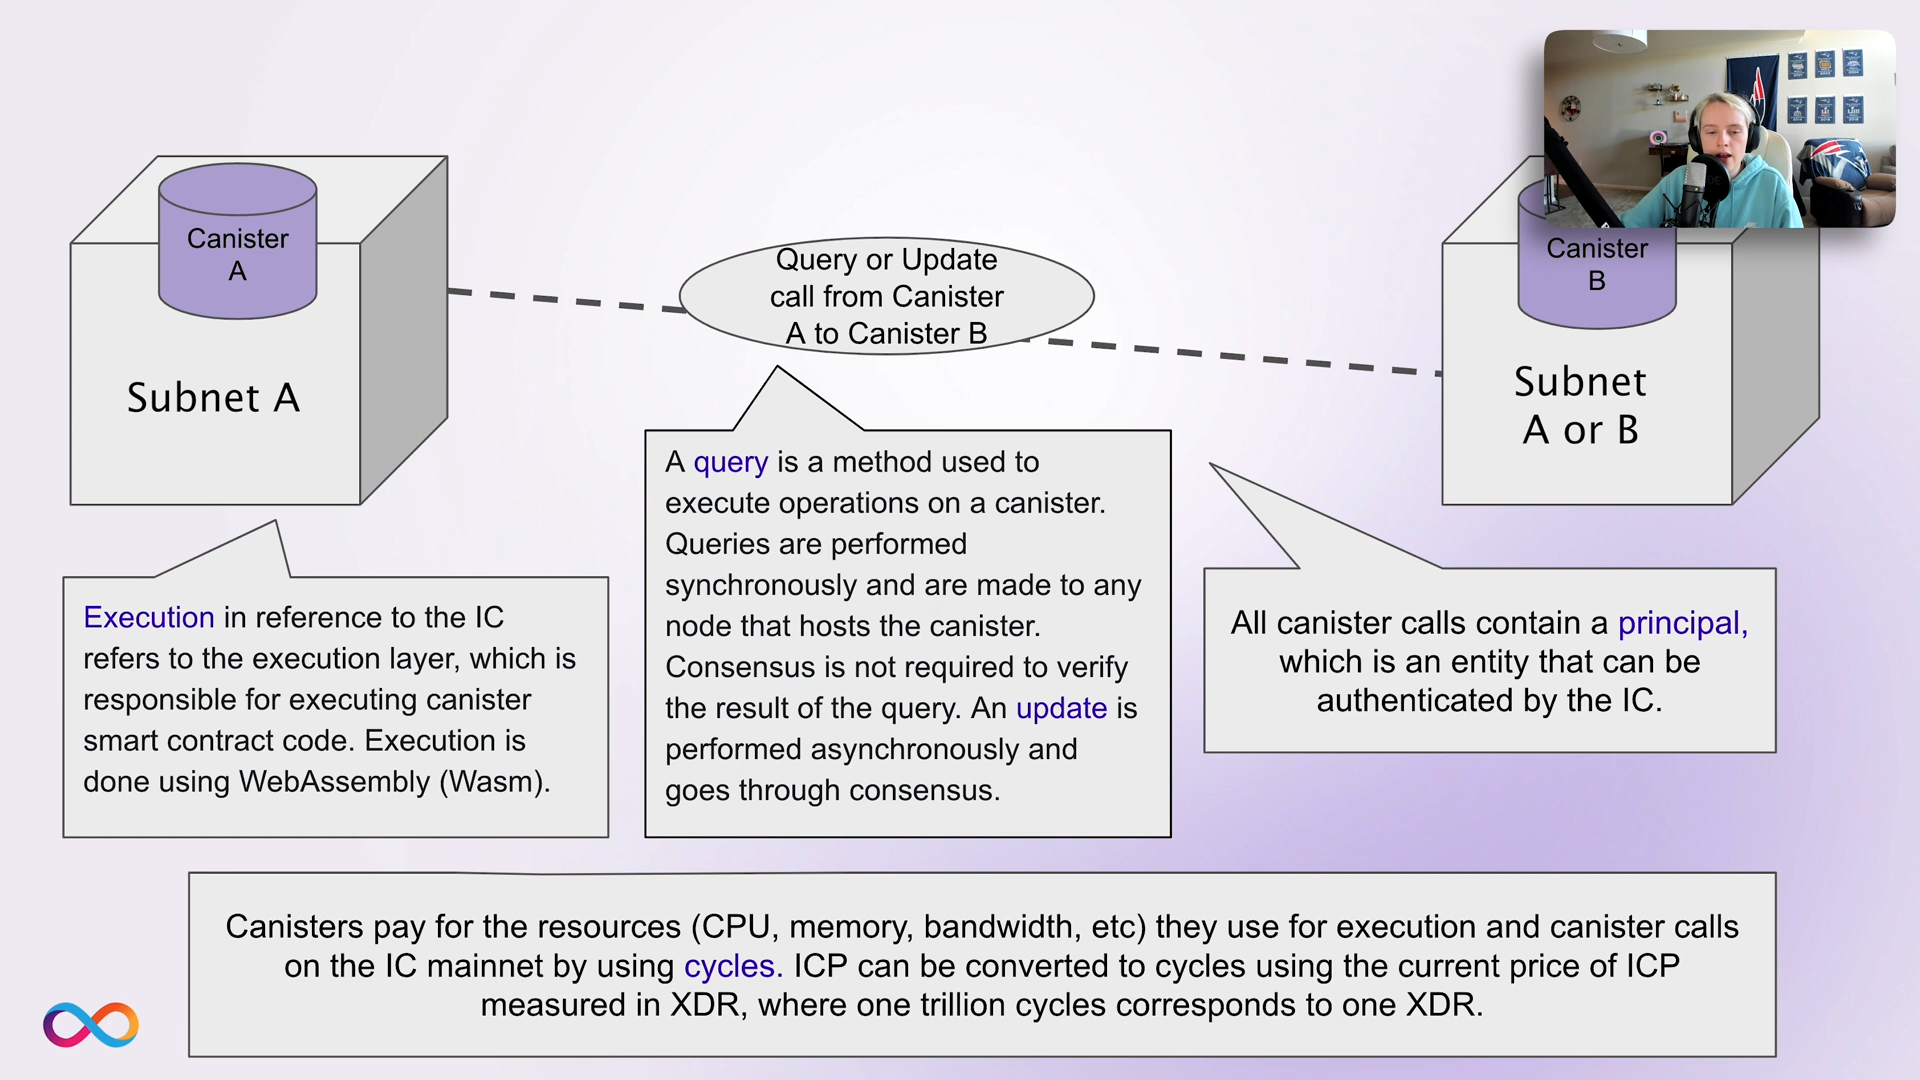 Canister
A
Subnet A
Query or Update
call from Canister
A to Canister B
Canister
B
Subnet
A or B
Execution in reference to the IC
refers to the execution layer, which is
responsible for executing canister
smart contract code. Execution is
done using WebAssembly (Wasm).
A query is a method used to
execute operations on a canister.
Queries are performed
synchronously and are made to any
node that hosts the canister.
Consensus is not required to verify
the result of the query. An update is
performed asynchronously and
goes through consensus.
All canister calls contain a principal,
which is an entity that can be
authenticated by the IC.
Canisters pay for the resources (CPU, memory, bandwidth, etc) they use for execution and canister calls
on the IC mainnet by using cycles. ICP can be converted to cycles using the current price of ICP
measured in XDR, where one trillion cycles corresponds to one XDR.